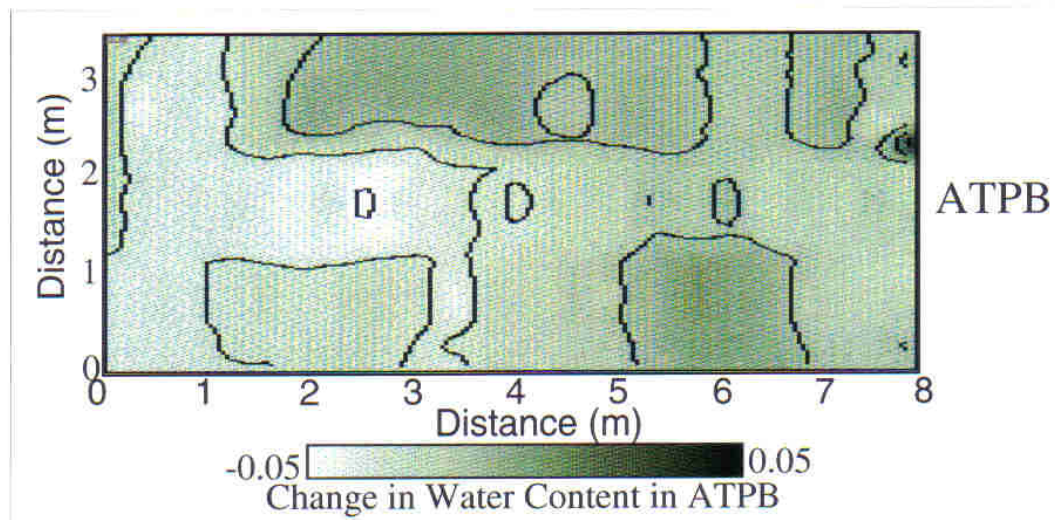 3
2
1
0
Distance (m)
ATPB
0 1 2 3 4 5 6 7 8
Distance (m)
-0.05 0.05
Change in Water Content in ATPB